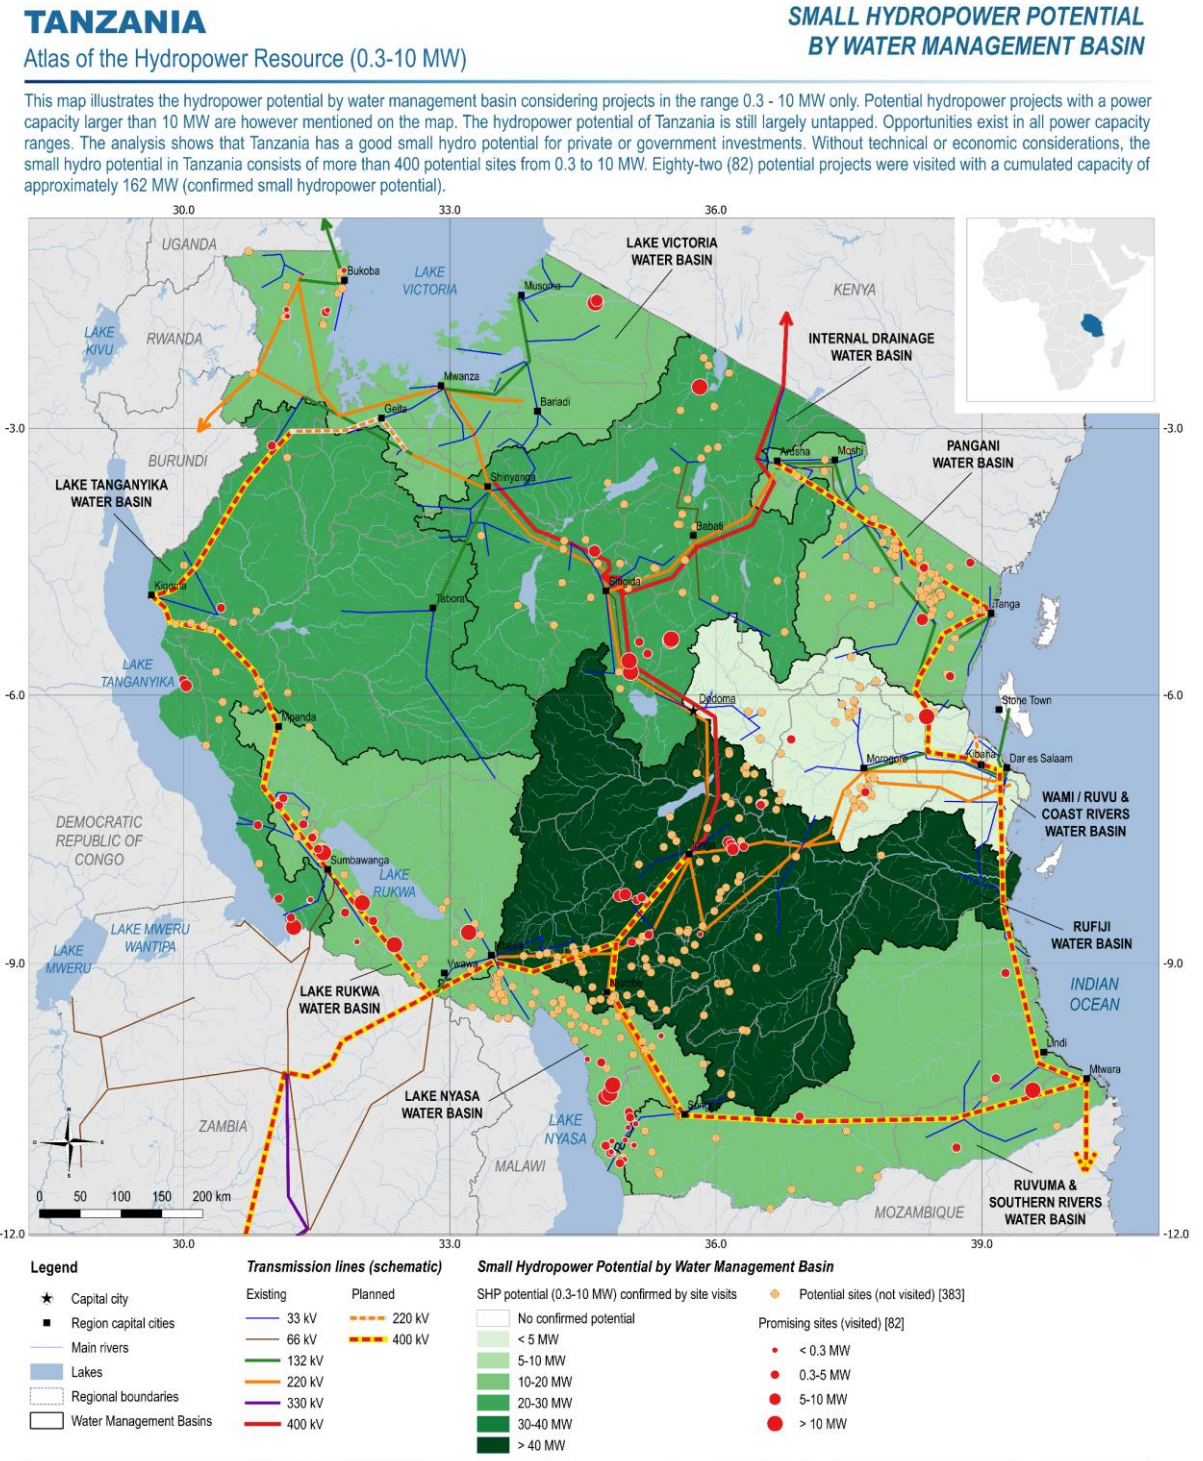 TANZANIA
Atlas of the Hydropower Resource (0.3-10 MW)
SMALL HYDROPOWER POTENTIAL
BY WATER MANAGEMENT BASIN
This map illustrates the hydropower potential by water management basin considering projects in the range 0.3 - 10 MW only. Potential hydropower projects with a power
capacity larger than 10 MW are however mentioned on the map. The hydropower potential of Tanzania is still largely untapped. Opportunities exist in all power capacity
ranges. The analysis shows that Tanzania has a good small hydro potential for private or government investments. Without technical or economic considerations, the
small hydro potential in Tanzania consists of more than 400 potential sites from 0.3 to 10 MW. Eighty-two (82) potential projects were visited with a cumulated capacity of
approximately 162 MW (confirmed small hydropower potential).
30.0
33.0
36.0
UGANDA
Bukoba
LAKE
VICTORIA
LAKE VICTORIA
WATER BASIN
Musoma
KENYA
LAKE
KIVU
RWANDA
INTERNAL DRAINAGE
WATER BASIN
Mwanza
Bariadi
Geita
-3.0
-3.0
BURUNDI
Ardsha
Moshi
PANGANI
WATER BASIN
LAKE TANGANYIKA
WATER BASIN
Shinyanga
Babati
Kigoma
Singida
Tabora
Tanga
LAKE
TANGANYIKA
-6.0
-6.0
Dodoma
Stone Town
Mpanda
Morogoro
Kibaha
Dar es Salaam
WAMI / RUVU &
COAST RIVERS
WATER BASIN
DEMOCRATIC
REPUBLIC OF
CONGO
Sumbawanga
LAKE
RUKWA
LAKE MWERU
WANTIPA
LAKE
MWERU
RUFIJI
WATER BASIN
Mbeya
Vwawa
-9.0
-9.0
Njombe
LAKE RUKWA
WATER BASIN
INDIAN
OCEAN
Lindi
Mtwara
LAKE NYASA
WATER BASIN
Songea
ZAMBIA
LAKE
NYASA
MALAWI
RUVUMA &
SOUTHERN RIVERS
WATER BASIN
MOZAMBIQUE
N
E
S
O
0 50 100 150 200 km
-12.0
-12.0
30.0
33.0
36.0
39.0
Legend
Capital city
Region capital cities
Main rivers
Lakes
Regional boundaries
Water Management Basins
Transmission lines (schematic)
Existing
33 kV
66 kV
132 kV
220 kV
330 kV
400 kV
Planned
220 kV
400 kV
Small Hydropower Potential by Water Management Basin
SHP potential (0.3-10 MW) confirmed by site visits
No confirmed potential
< 5 MW
5-10 MW
10-20 MW
20-30 MW
30-40 MW
> 40 MW
Potential sites (not visited) [383]
Promising sites (visited) [82]
< 0.3 MW
0.3-5 MW
5-10 MW
> 10 MW